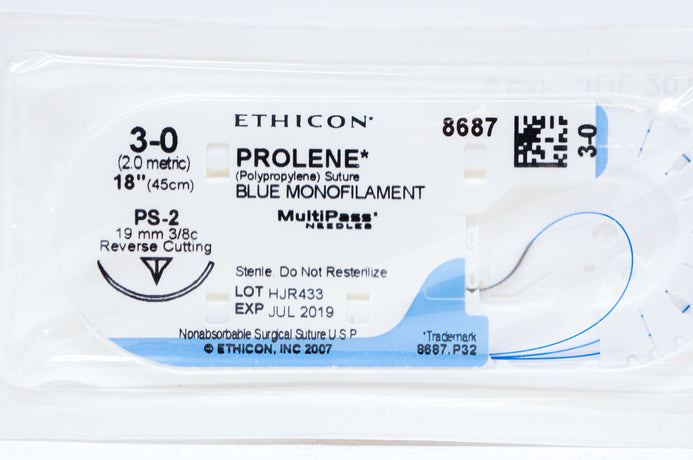 ETHICON*
8687
3-0
3-0
(2.0 metric)
18" (45cm)
PROLENE*
(Polypropylene) Suture
BLUE MONOFILAMENT
MultiPass*
NEEDLES
PS-2
19 mm 3/8c
Reverse Cutting
Sterile. Do Not Resterilize
LOT HJR433
EXP JUL 2019
Nonabsorbable Surgical Suture U S P
© ETHICON, INC 2007
*Trademark
8687.P32